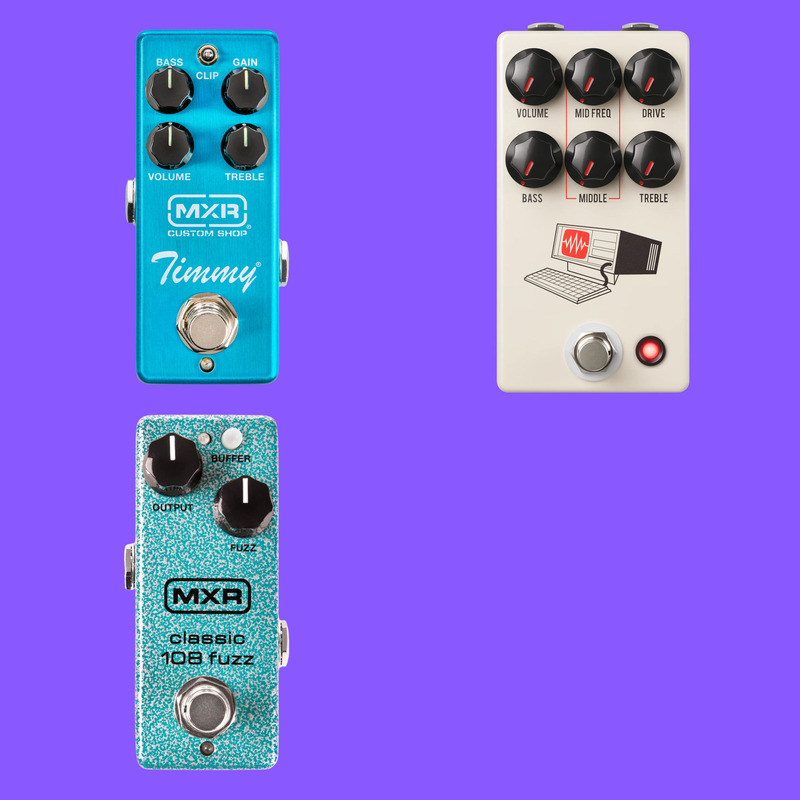 BASS GAIN
CLIP
VOLUME TREBLE
MXR
CUSTOM SHOP®
Timmy®
VOLUME MID FREQ DRIVE
BASS MIDDLE TREBLE
BUFFER
OUTPUT
FUZZ
MXR
classic
108 fuzz